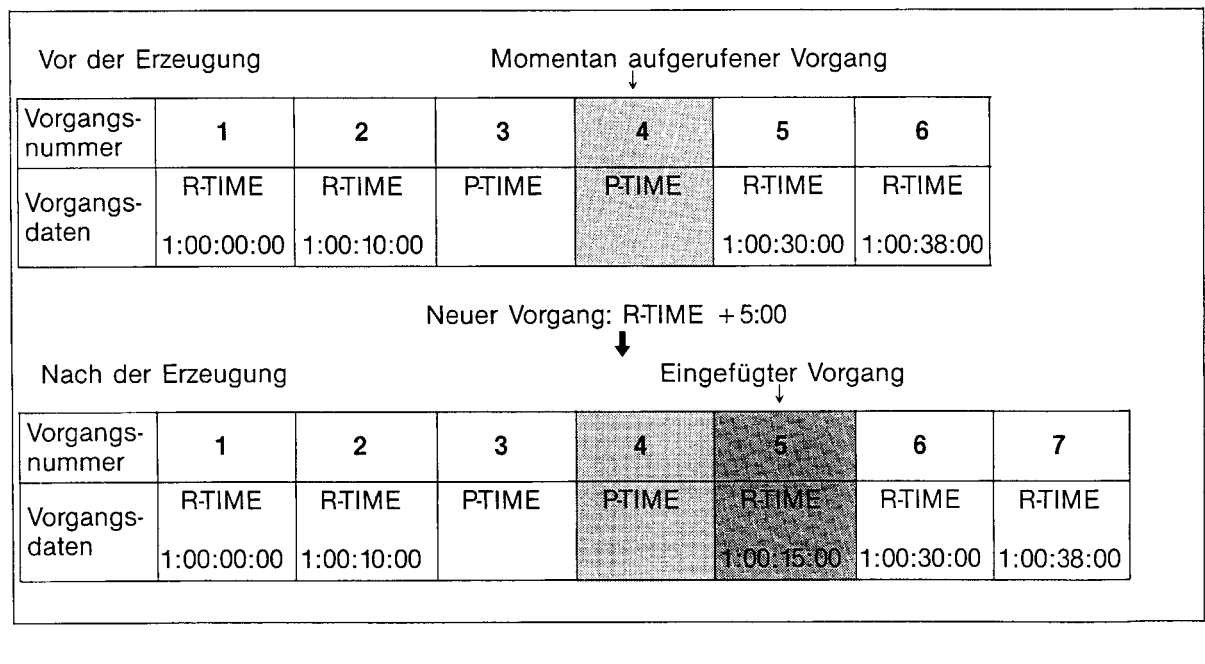 Vor der Erzeugung
Momentan aufgerufener Vorgang
↓
Vorgangs-nummer 1 2 3 4 5 6
Vorgangs-daten R-TIME R-TIME P-TIME P-TIME R-TIME R-TIME
1:00:00:00 1:00:10:00 1:00:30:00 1:00:38:00
Neuer Vorgang: R-TIME +5:00
Nach der Erzeugung
Eingefügter Vorgang
↓
Vorgangs-nummer 1 2 3 4 5 6 7
Vorgangs-daten R-TIME R-TIME P-TIME P-TIME R-TIME R-TIME R-TIME
1:00:00:00 1:00:10:00 1:00:15:00 1:00:30:00 1:00:38:00